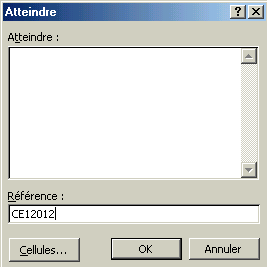 Atteindre
Atteindre :
Référence :
CE12012
Cellules...
OK
Annuler